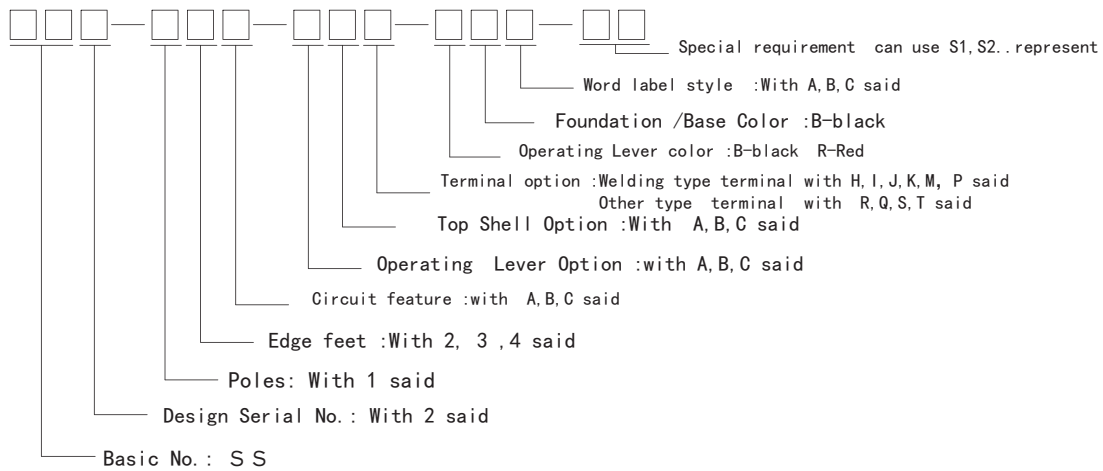 Special requirement can use S1,S2..represent
Word label style :With A,B,C said
Foundation /Base Color :B-black
Operating Lever color :B-black R-Red
Terminal option :Welding type terminal with H,I,J,K,M, P said
Other type terminal with R,Q,S,T said
Top Shell Option :With A,B,C said
Operating Lever Option :with A,B,C said
Circuit feature :with A,B,C said
Edge feet :With 2, 3 ,4 said
Poles: With 1 said
Design Serial No.: With 2 said
Basic No.: S S